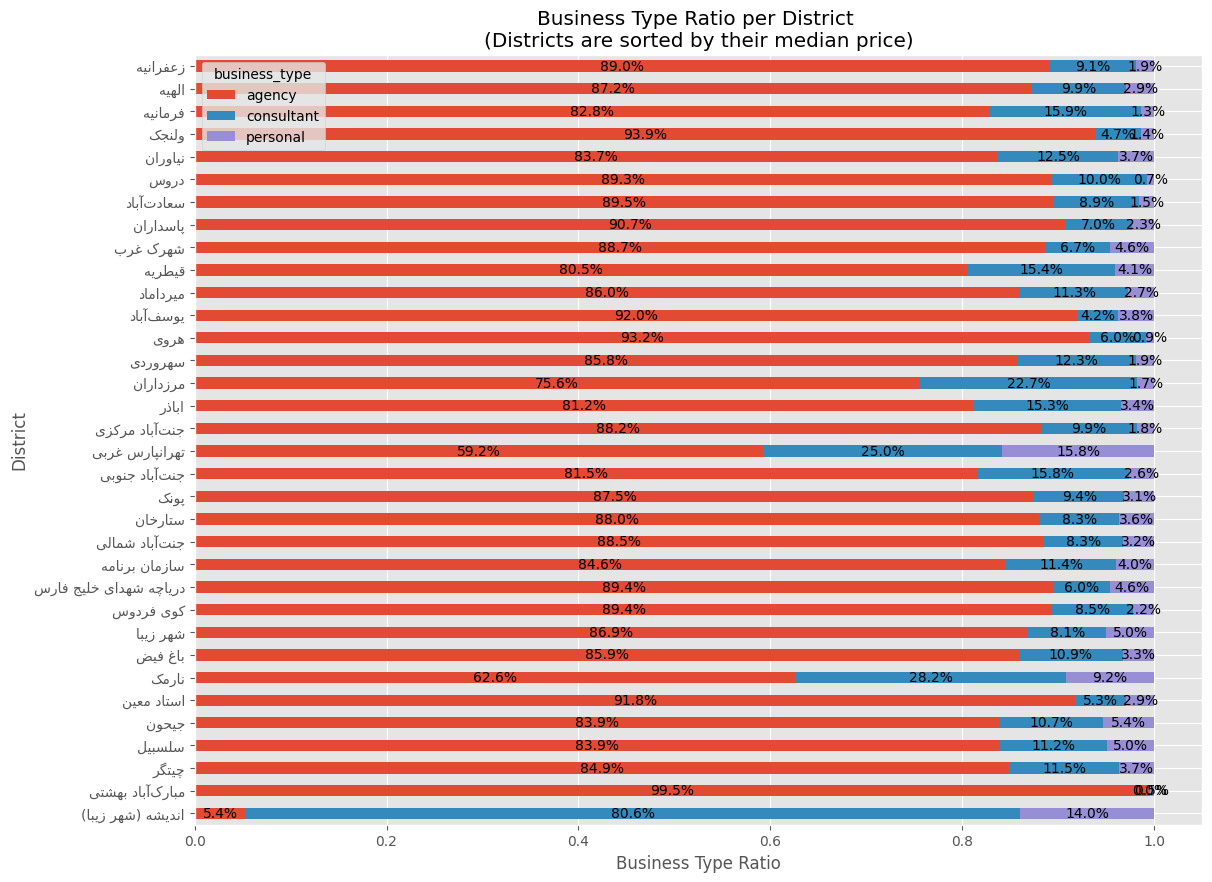 Business Type Ratio per District
(Districts are sorted by their median price)
business_type
agency
consultant
personal
زعفرانیه 89.0% 9.1% 1.9%
الهیه 87.2% 9.9% 2.9%
فرمانیه 82.8% 15.9% 1.3%
ولنجک 93.9% 4.7% 1.4%
نیاوران 83.7% 12.5% 3.7%
دروس 89.3% 10.0% 0.7%
سعادت‌آباد 89.5% 8.9% 1.5%
پاسداران 90.7% 7.0% 2.3%
شهرک غرب 88.7% 6.7% 4.6%
قیطریه 80.5% 15.4% 4.1%
میرداماد 86.0% 11.3% 2.7%
یوسف‌آباد 92.0% 4.2% 3.8%
هروی 93.2% 6.0% 0.9%
سهروردی 85.8% 12.3% 1.9%
مرزداران 75.6% 22.7% 1.7%
اباذر 81.2% 15.3% 3.4%
جنت‌آباد مرکزی 88.2% 9.9% 1.8%
تهرانپارس غربی 59.2% 25.0% 15.8%
جنت‌آباد جنوبی 81.5% 15.8% 2.6%
پونک 87.5% 9.4% 3.1%
ستارخان 88.0% 8.3% 3.6%
جنت‌آباد شمالی 88.5% 8.3% 3.2%
سازمان برنامه 84.6% 11.4% 4.0%
دریاچه شهدای خلیج فارس 89.4% 6.0% 4.6%
کوی فردوس 89.4% 8.5% 2.2%
شهر زیبا 86.9% 8.1% 5.0%
باغ فیض 85.9% 10.9% 3.3%
نارمک 62.6% 28.2% 9.2%
استاد معین 91.8% 5.3% 2.9%
جیحون 83.9% 10.7% 5.4%
سلسبیل 83.9% 11.2% 5.0%
چیتگر 84.9% 11.5% 3.7%
مبارک‌آباد بهشتی 99.5%
اندیشه (شهر زیبا) 5.4% 80.6% 14.0%
0.0 0.2 0.4 0.6 0.8 1.0
Business Type Ratio
District